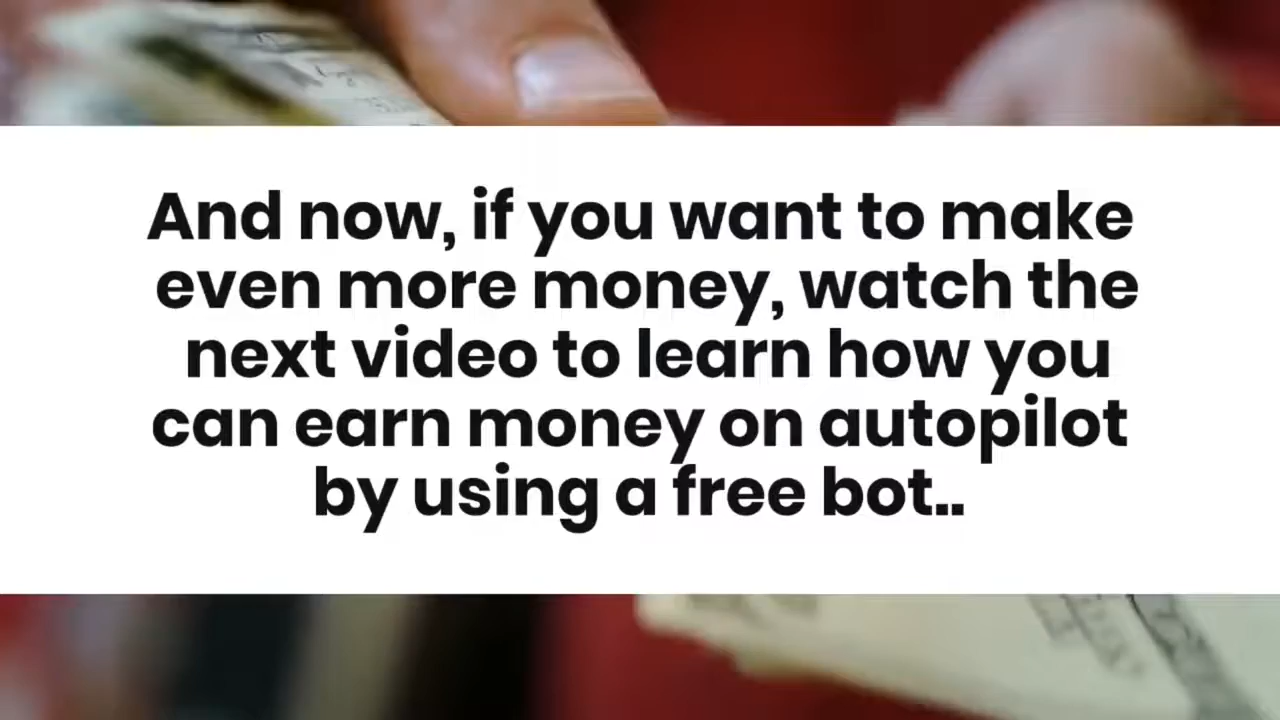 And now, if you want to make
even more money, watch the
next video to learn how you
can earn money on autopilot
by using a free bot..